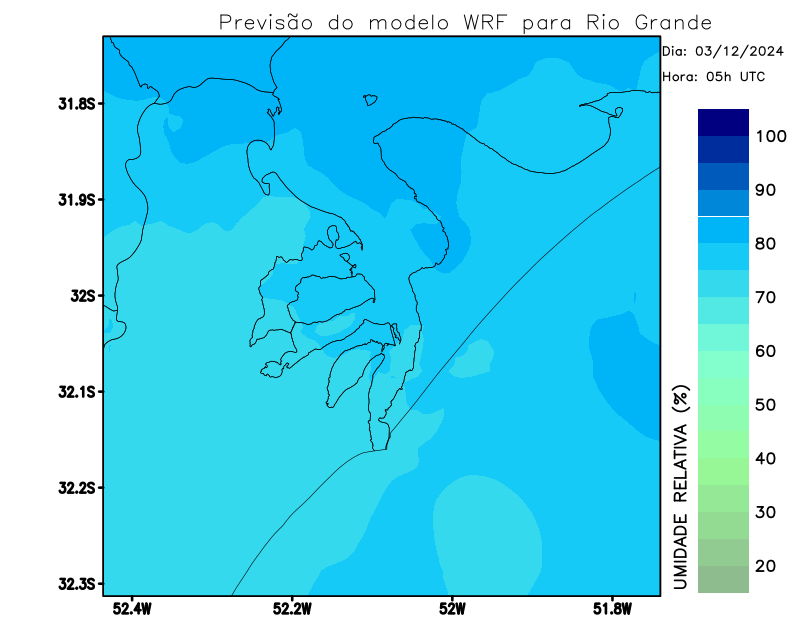 Previsão do modelo WRF para Rio Grande
Dia: 03/12/2024
Hora: 05h UTC
31.8S
31.9S
32S
32.1S
32.2S
32.3S
52.4W
52.2W
52W
51.8W
UMIDADE RELATIVA (%)
100
90
80
70
60
50
40
30
20